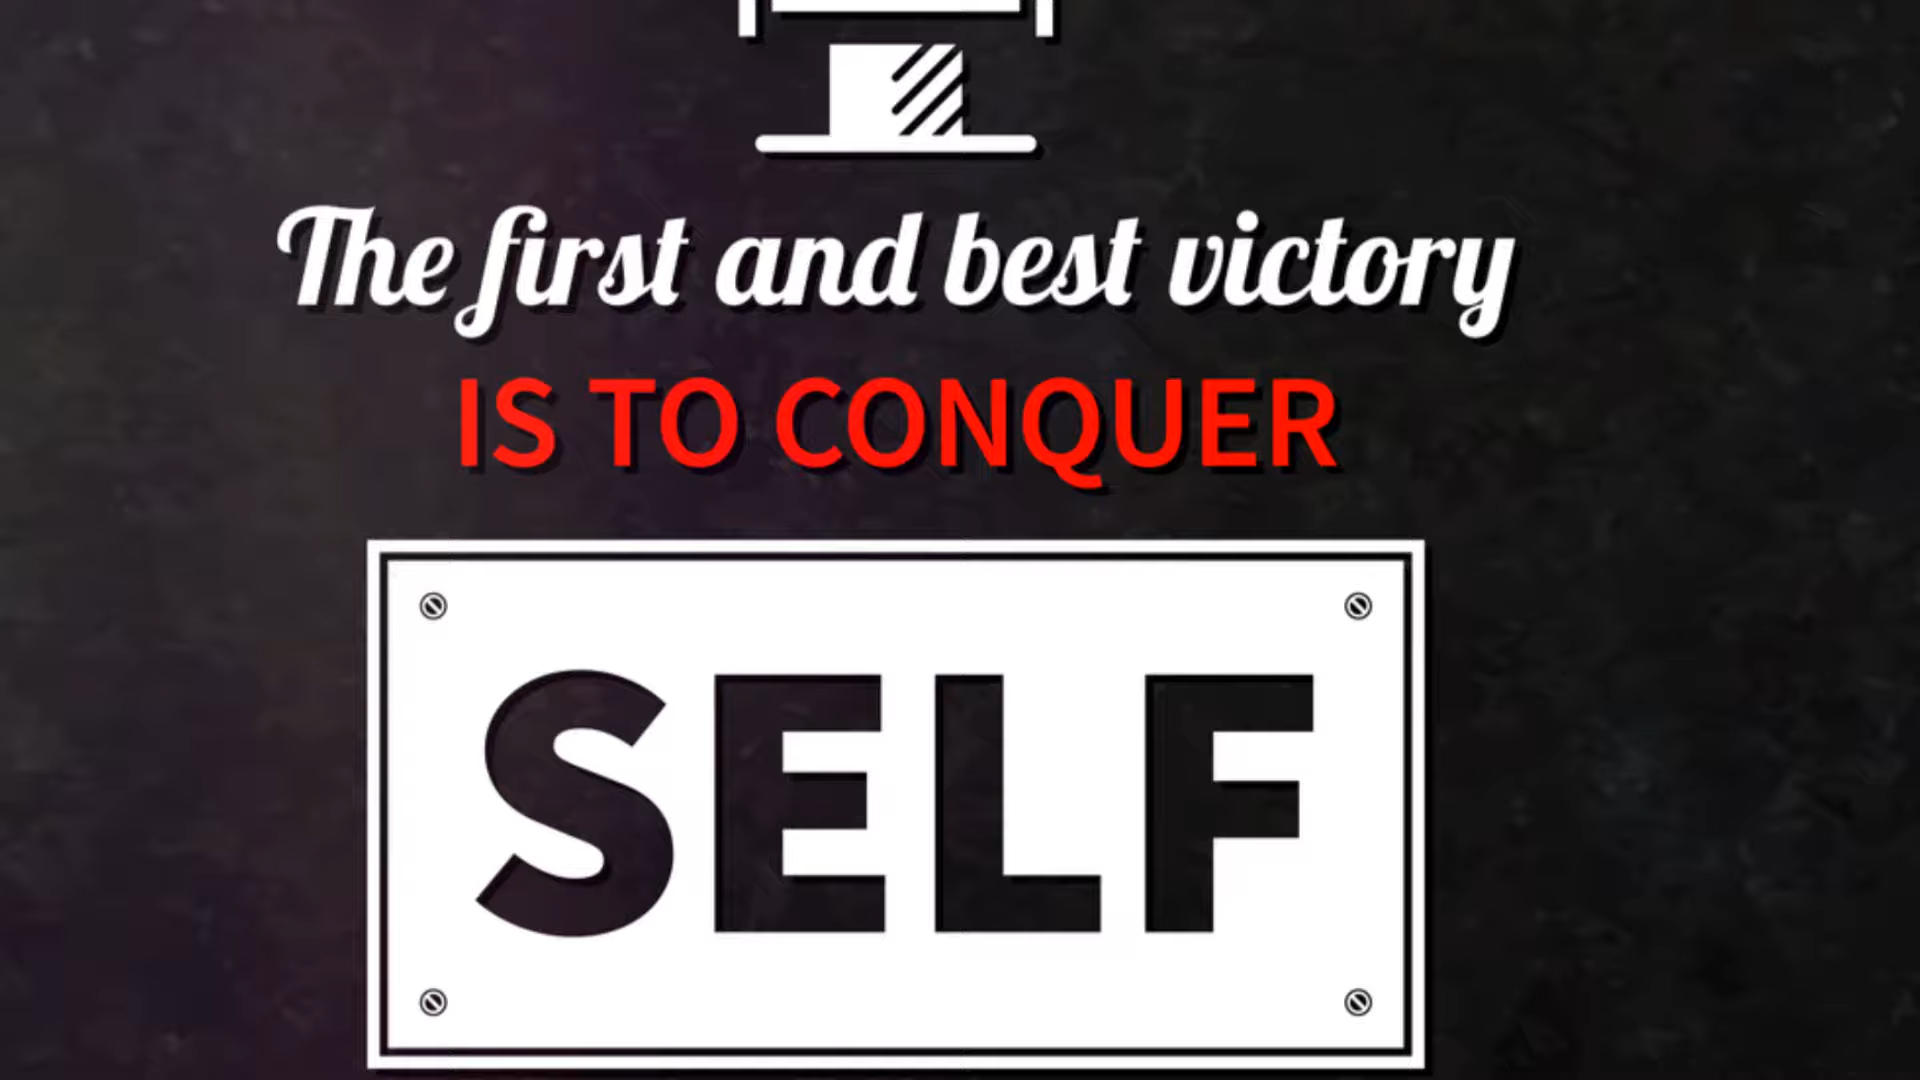 The first and best victory
IS TO CONQUER
SELF